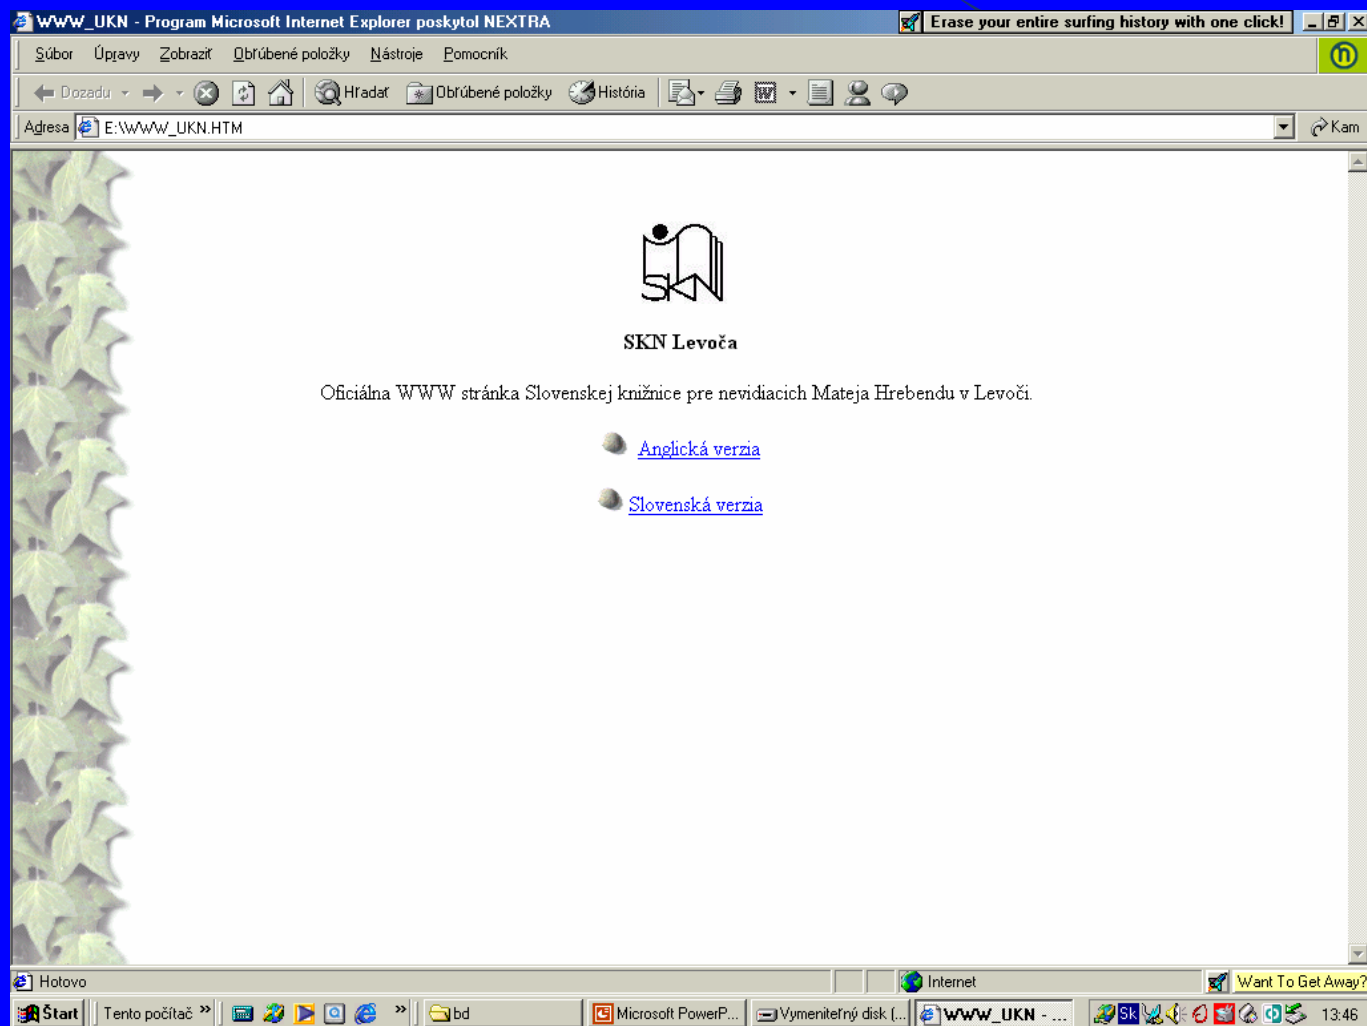 WWW_UKN - Program Microsoft Internet Explorer poskytol NEXTRA
Erase your entire surfing history with one click!
Súbor Úpravy Zobraziť Obľúbené položky Nástroje Pomocník
Dozadu Hľadať Obľúbené položky História
Adresa E:\WWW_UKN.HTM Kam
SKN
SKN Levoča
Oficiálna WWW stránka Slovenskej knižnice pre nevidiacich Mateja Hrebendu v Levoči.
Anglická verzia
Slovenská verzia
Hotovo Internet Want To Get Away?
Štart Tento počítač » » bd Microsoft PowerP... Vymeniteľný disk (... WWW_UKN - ... Sk 13:46